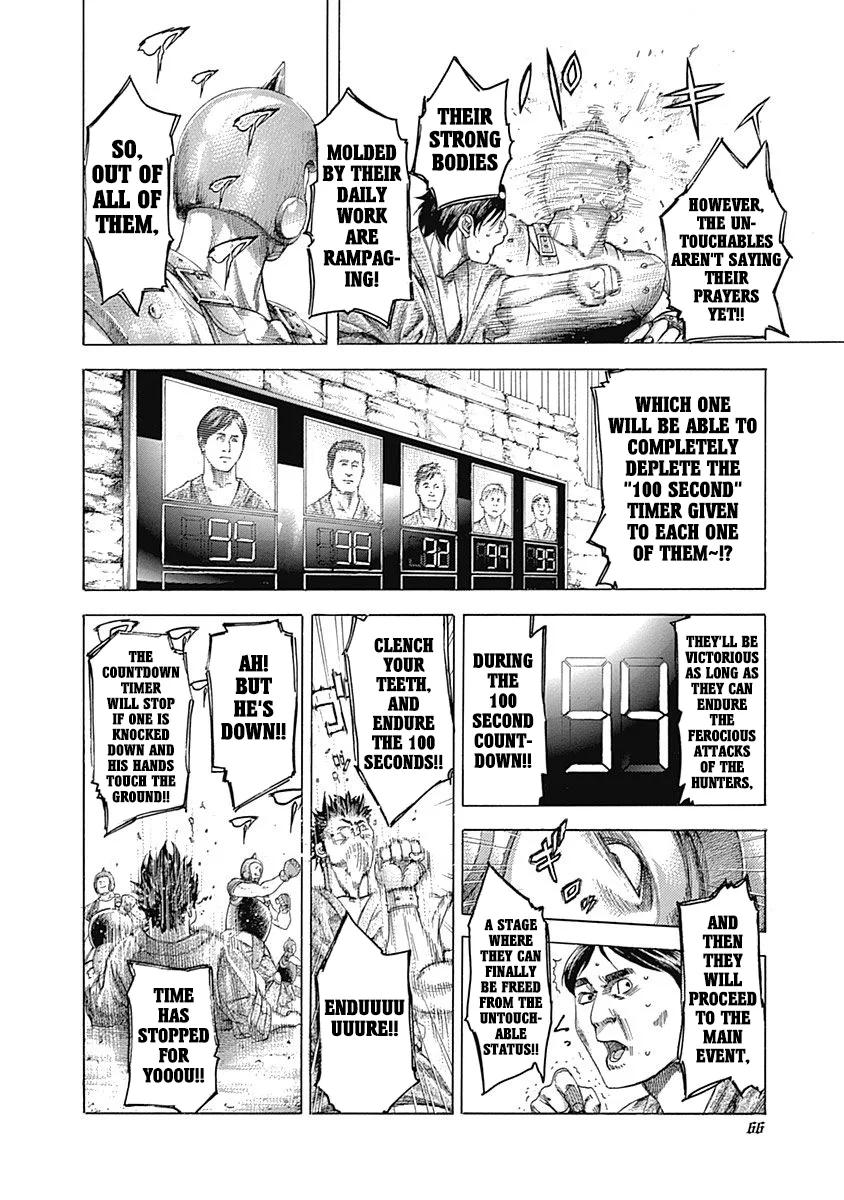 HOWEVER,
THE UN-
TOUCHABLES
AREN'T SAYING
THEIR
PRAYERS
YET!!
THEIR
STRONG
BODIES
MOLDED
BY THEIR
DAILY
WORK
ARE
RAMPAG-
ING!
SO,
OUT OF
ALL OF
THEM,
WHICH ONE
WILL BE ABLE TO
COMPLETELY
DEPLETE THE
"100 SECOND"
TIMER GIVEN
TO EACH ONE
OF THEM~!?
95
98
98
99
95
THEY'LL BE
VICTORIOUS
AS LONG AS
THEY CAN
ENDURE
THE
FEROCIOUS
ATTACKS
OF THE
HUNTERS,
DURING
THE
100
SECOND
COUNT-
DOWN!!
ギロ
AND
THEN
THEY
WILL
PROCEED
TO THE
MAIN
EVENT,
A STAGE
WHERE
THEY CAN
FINALLY
BE FREED
FROM THE
UNTOUCH-
ABLE
STATUS!!
CLENCH
YOUR
TEETH,
AND
ENDURE
THE 100
SECONDS!!
ENDUUUU
UUURE!!
AH!
BUT
HE'S
DOWN!!
THE
COUNTDOWN
TIMER
WILL STOP
IF ONE IS
KNOCKED
DOWN AND
HIS HANDS
TOUCH THE
GROUND!!
TIME
HAS
STOPPED
FOR
YOOOU!!
66